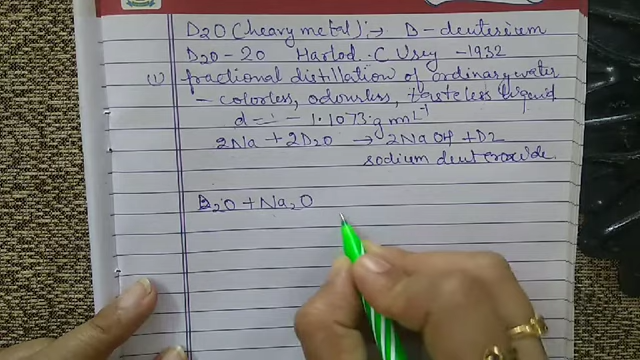 D2O (heavy metal) :→ D - deuterium
D2O - 20 Harlod . C Urey - 1932
(1) fractional distillation of ordinary water
- colorless, odourless, tasteless liquid
d = :- 1.1073 g mL⁻¹
2Na + 2D2O → 2NaOH + D2
sodium deuteroxide.
D2O + Na2O